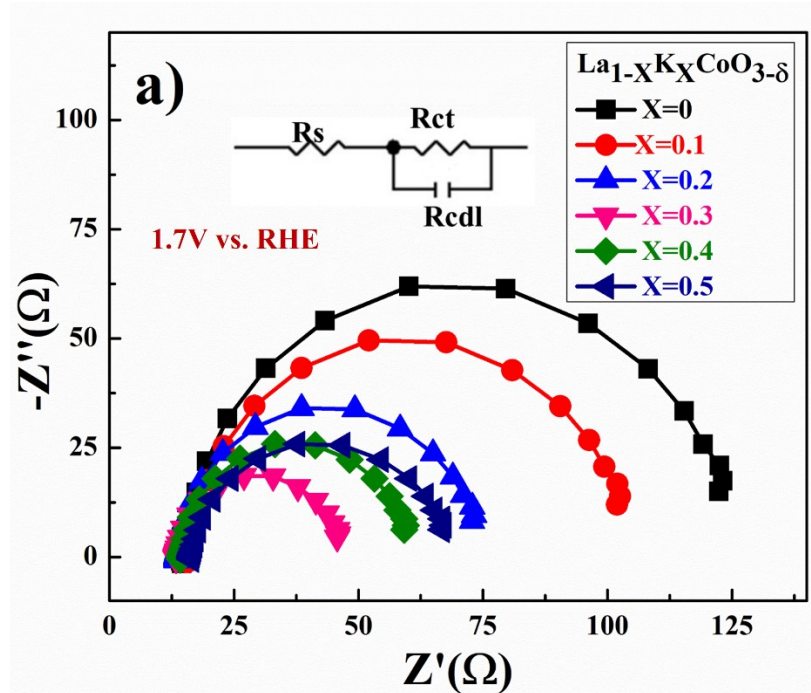 a)
La₁₋ₓKₓCoO₃₋δ
X=0
X=0.1
X=0.2
X=0.3
X=0.4
X=0.5
Rs
Rct
Rcdl
1.7V vs. RHE
100
75
50
25
0
-Z''(Ω)
0 25 50 75 100 125
Z'(Ω)